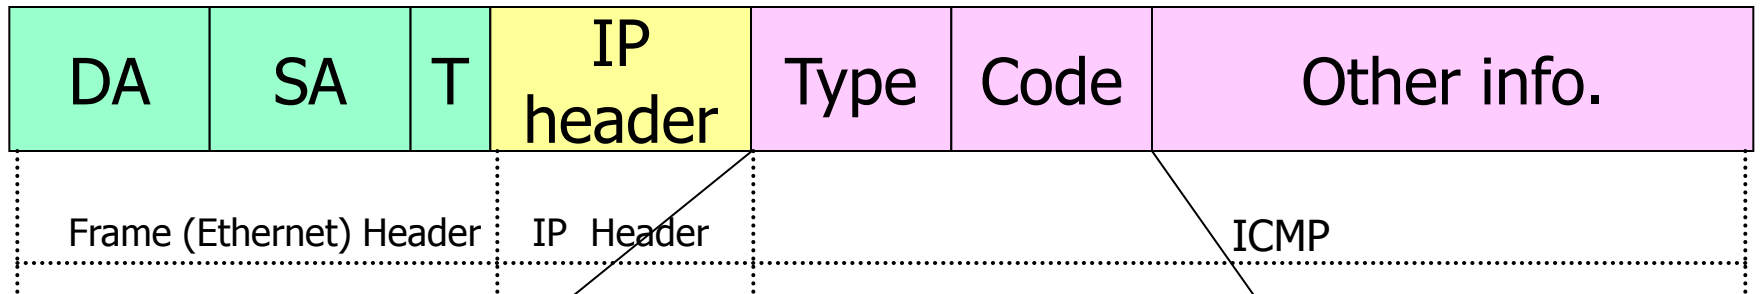 DA SA T IP header Type Code Other info.
Frame (Ethernet) Header IP Header ICMP